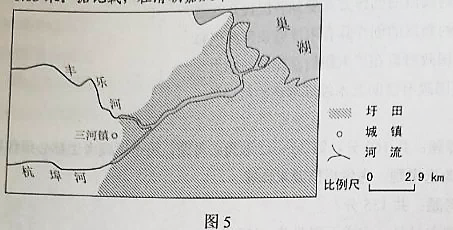 巢
湖
丰
乐
河
三河镇
杭 埠 河
圩 田
城 镇
河 流
比例尺 0 2.9 km
图 5